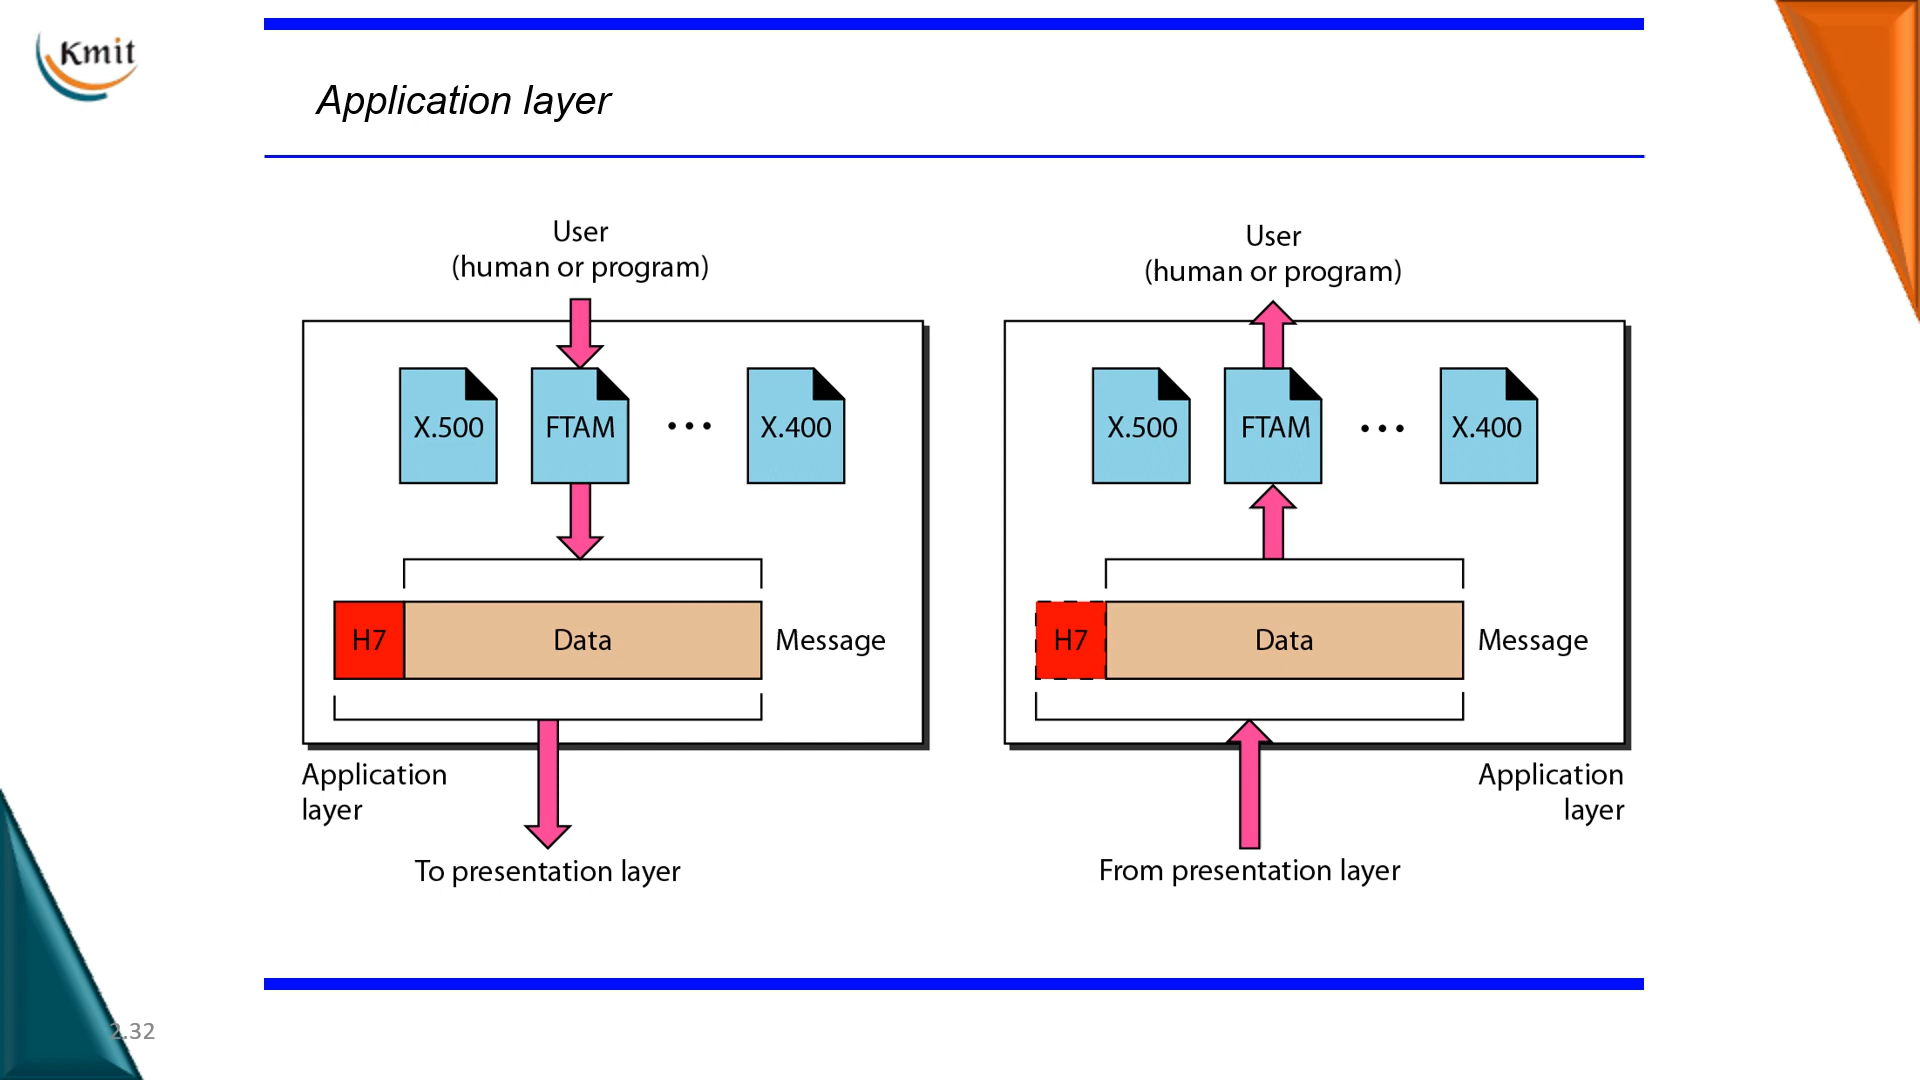 Kmit
Application layer
User
(human or program)
X.500
FTAM
...
X.400
H7
Data
Message
Application
layer
To presentation layer
User
(human or program)
X.500
FTAM
...
X.400
H7
Data
Message
Application
layer
From presentation layer
2.32